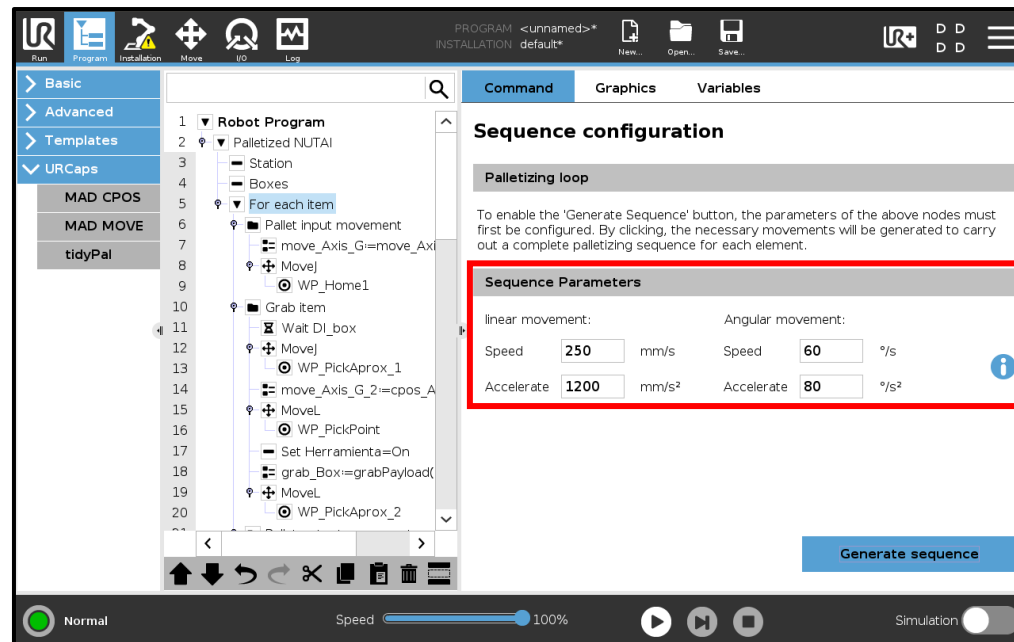 UR
Run
Program
Installation
Move
I/O
Log
PROGRAM <unnamed>*
INSTALLATION default*
New...
Open...
Save...
UR+
D D
D D
Basic
Advanced
Templates
URCaps
MAD CPOS
MAD MOVE
tidyPal
1 Robot Program
2 Palletized NUTAI
3 Station
4 Boxes
5 For each item
6 Pallet input movement
7 move_Axis_G:=move_Axi
8 MoveJ
9 WP_Home1
10 Grab item
11 Wait DI_box
12 MoveJ
13 WP_PickAprox_1
14 move_Axis_G_2:=cpos_A
15 MoveL
16 WP_PickPoint
17 Set Herramienta=On
18 grab_Box:=grabPayload(
19 MoveL
20 WP_PickAprox_2
Command Graphics Variables
Sequence configuration
Palletizing loop
To enable the 'Generate Sequence' button, the parameters of the above nodes must
first be configured. By clicking, the necessary movements will be generated to carry
out a complete palletizing sequence for each element.
Sequence Parameters
linear movement: Angular movement:
Speed 250 mm/s Speed 60 °/s
Accelerate 1200 mm/s² Accelerate 80 °/s²
Generate sequence
Normal
Speed 100%
Simulation